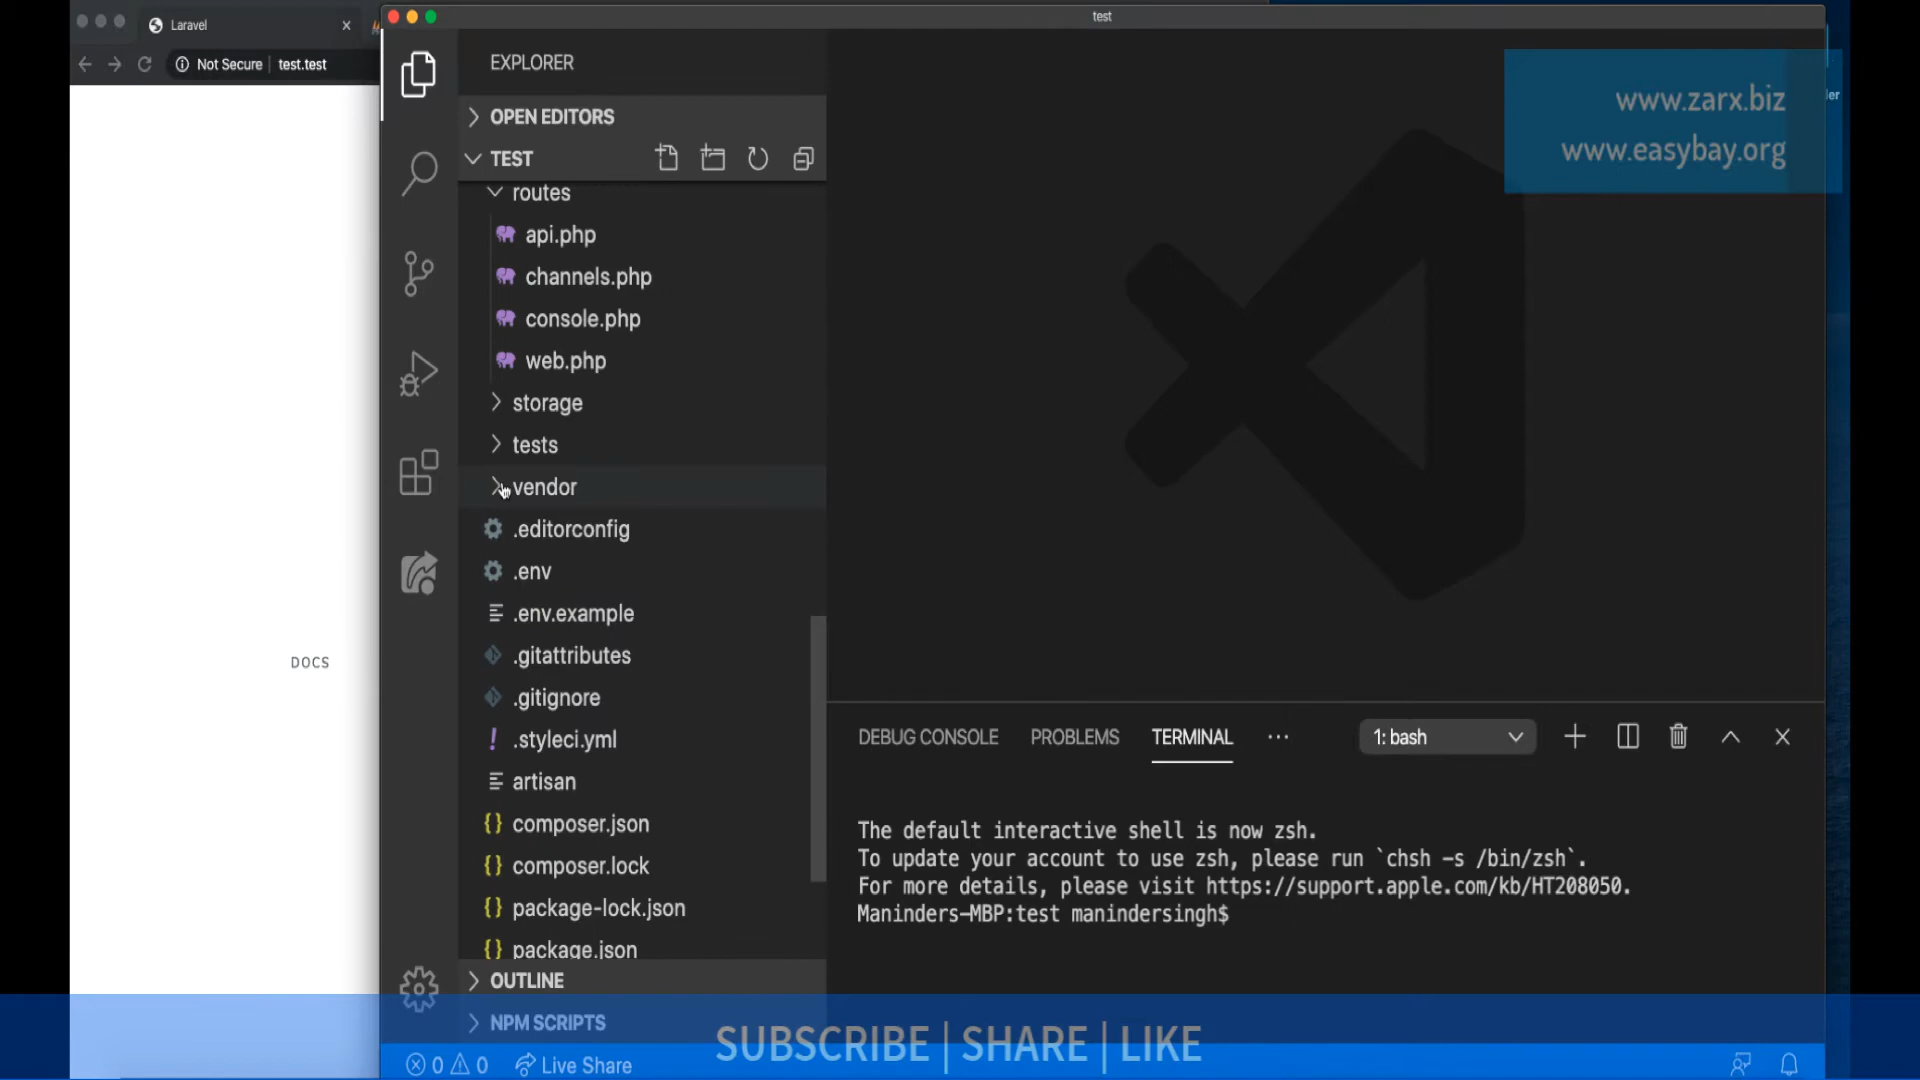 Laravel
test
Not Secure
test.test
EXPLORER
OPEN EDITORS
TEST
routes
api.php
channels.php
console.php
web.php
storage
tests
vendor
.editorconfig
.env
.env.example
.gitattributes
.gitignore
.styleci.yml
artisan
composer.json
composer.lock
package-lock.json
package.json
OUTLINE
NPM SCRIPTS
0 0 Live Share
DOCS
www.zarx.biz
www.easybay.org
der
DEBUG CONSOLE PROBLEMS TERMINAL ··· 1: bash
The default interactive shell is now zsh.
To update your account to use zsh, please run `chsh -s /bin/zsh`.
For more details, please visit https://support.apple.com/kb/HT208050.
Maninders-MBP:test manindersingh$
SUBSCRIBE | SHARE | LIKE